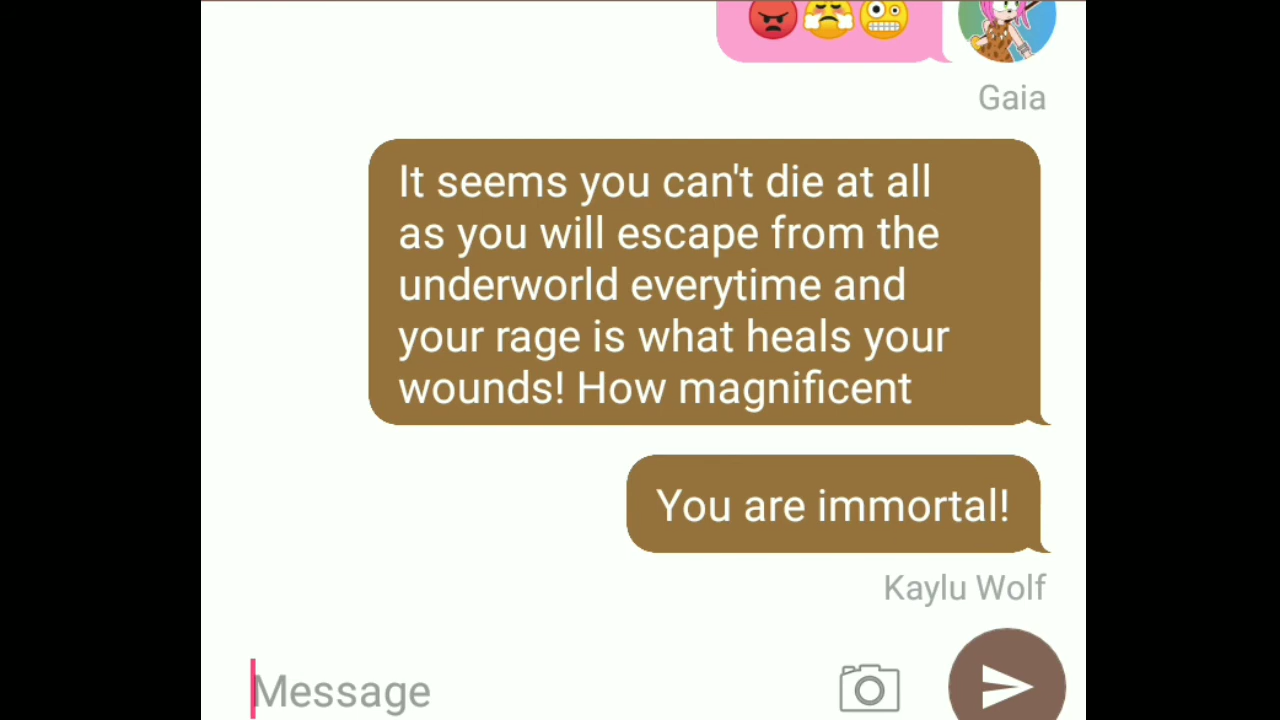 Gaia
It seems you can't die at all
as you will escape from the
underworld everytime and
your rage is what heals your
wounds! How magnificent
You are immortal!
Kaylu Wolf
Message